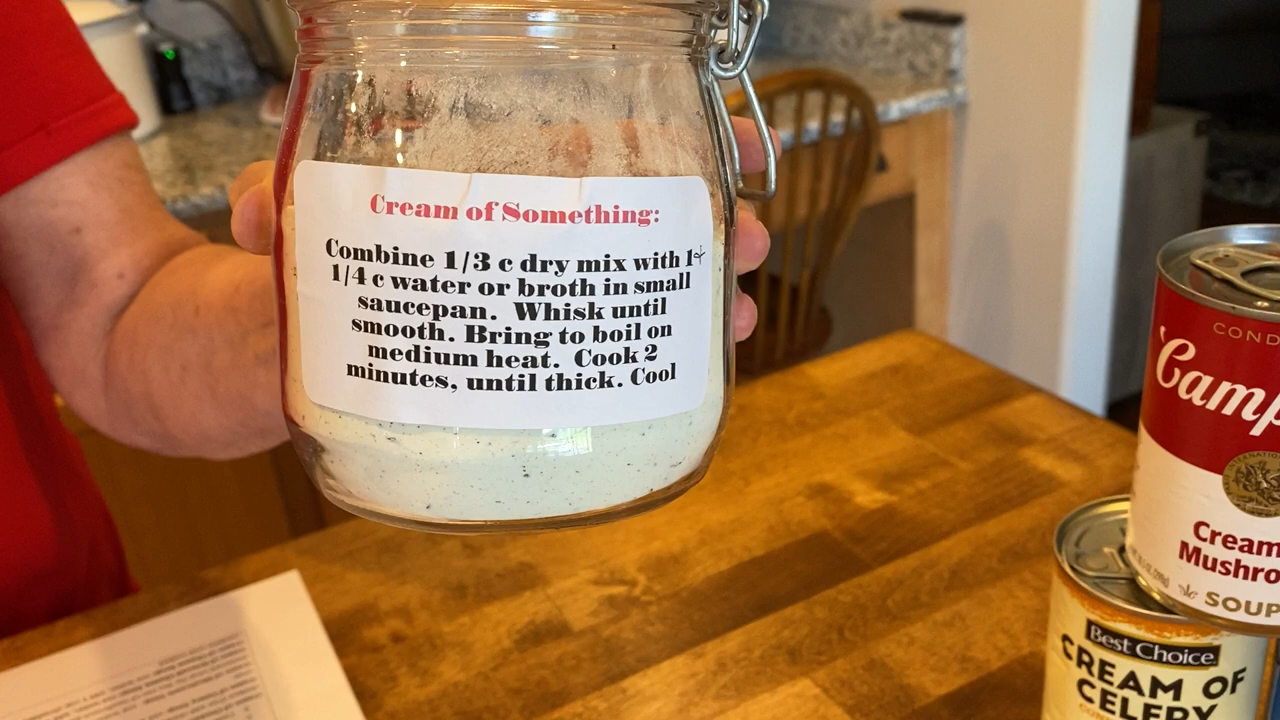 Cream of Something:
Combine 1/3 c dry mix with 1+
1/4 c water or broth in small
saucepan. Whisk until
smooth. Bring to boil on
medium heat. Cook 2
minutes, until thick. Cool
COND
Camp
Cream
Mushro
SOUP
Best Choice
CREAM OF
CELERY